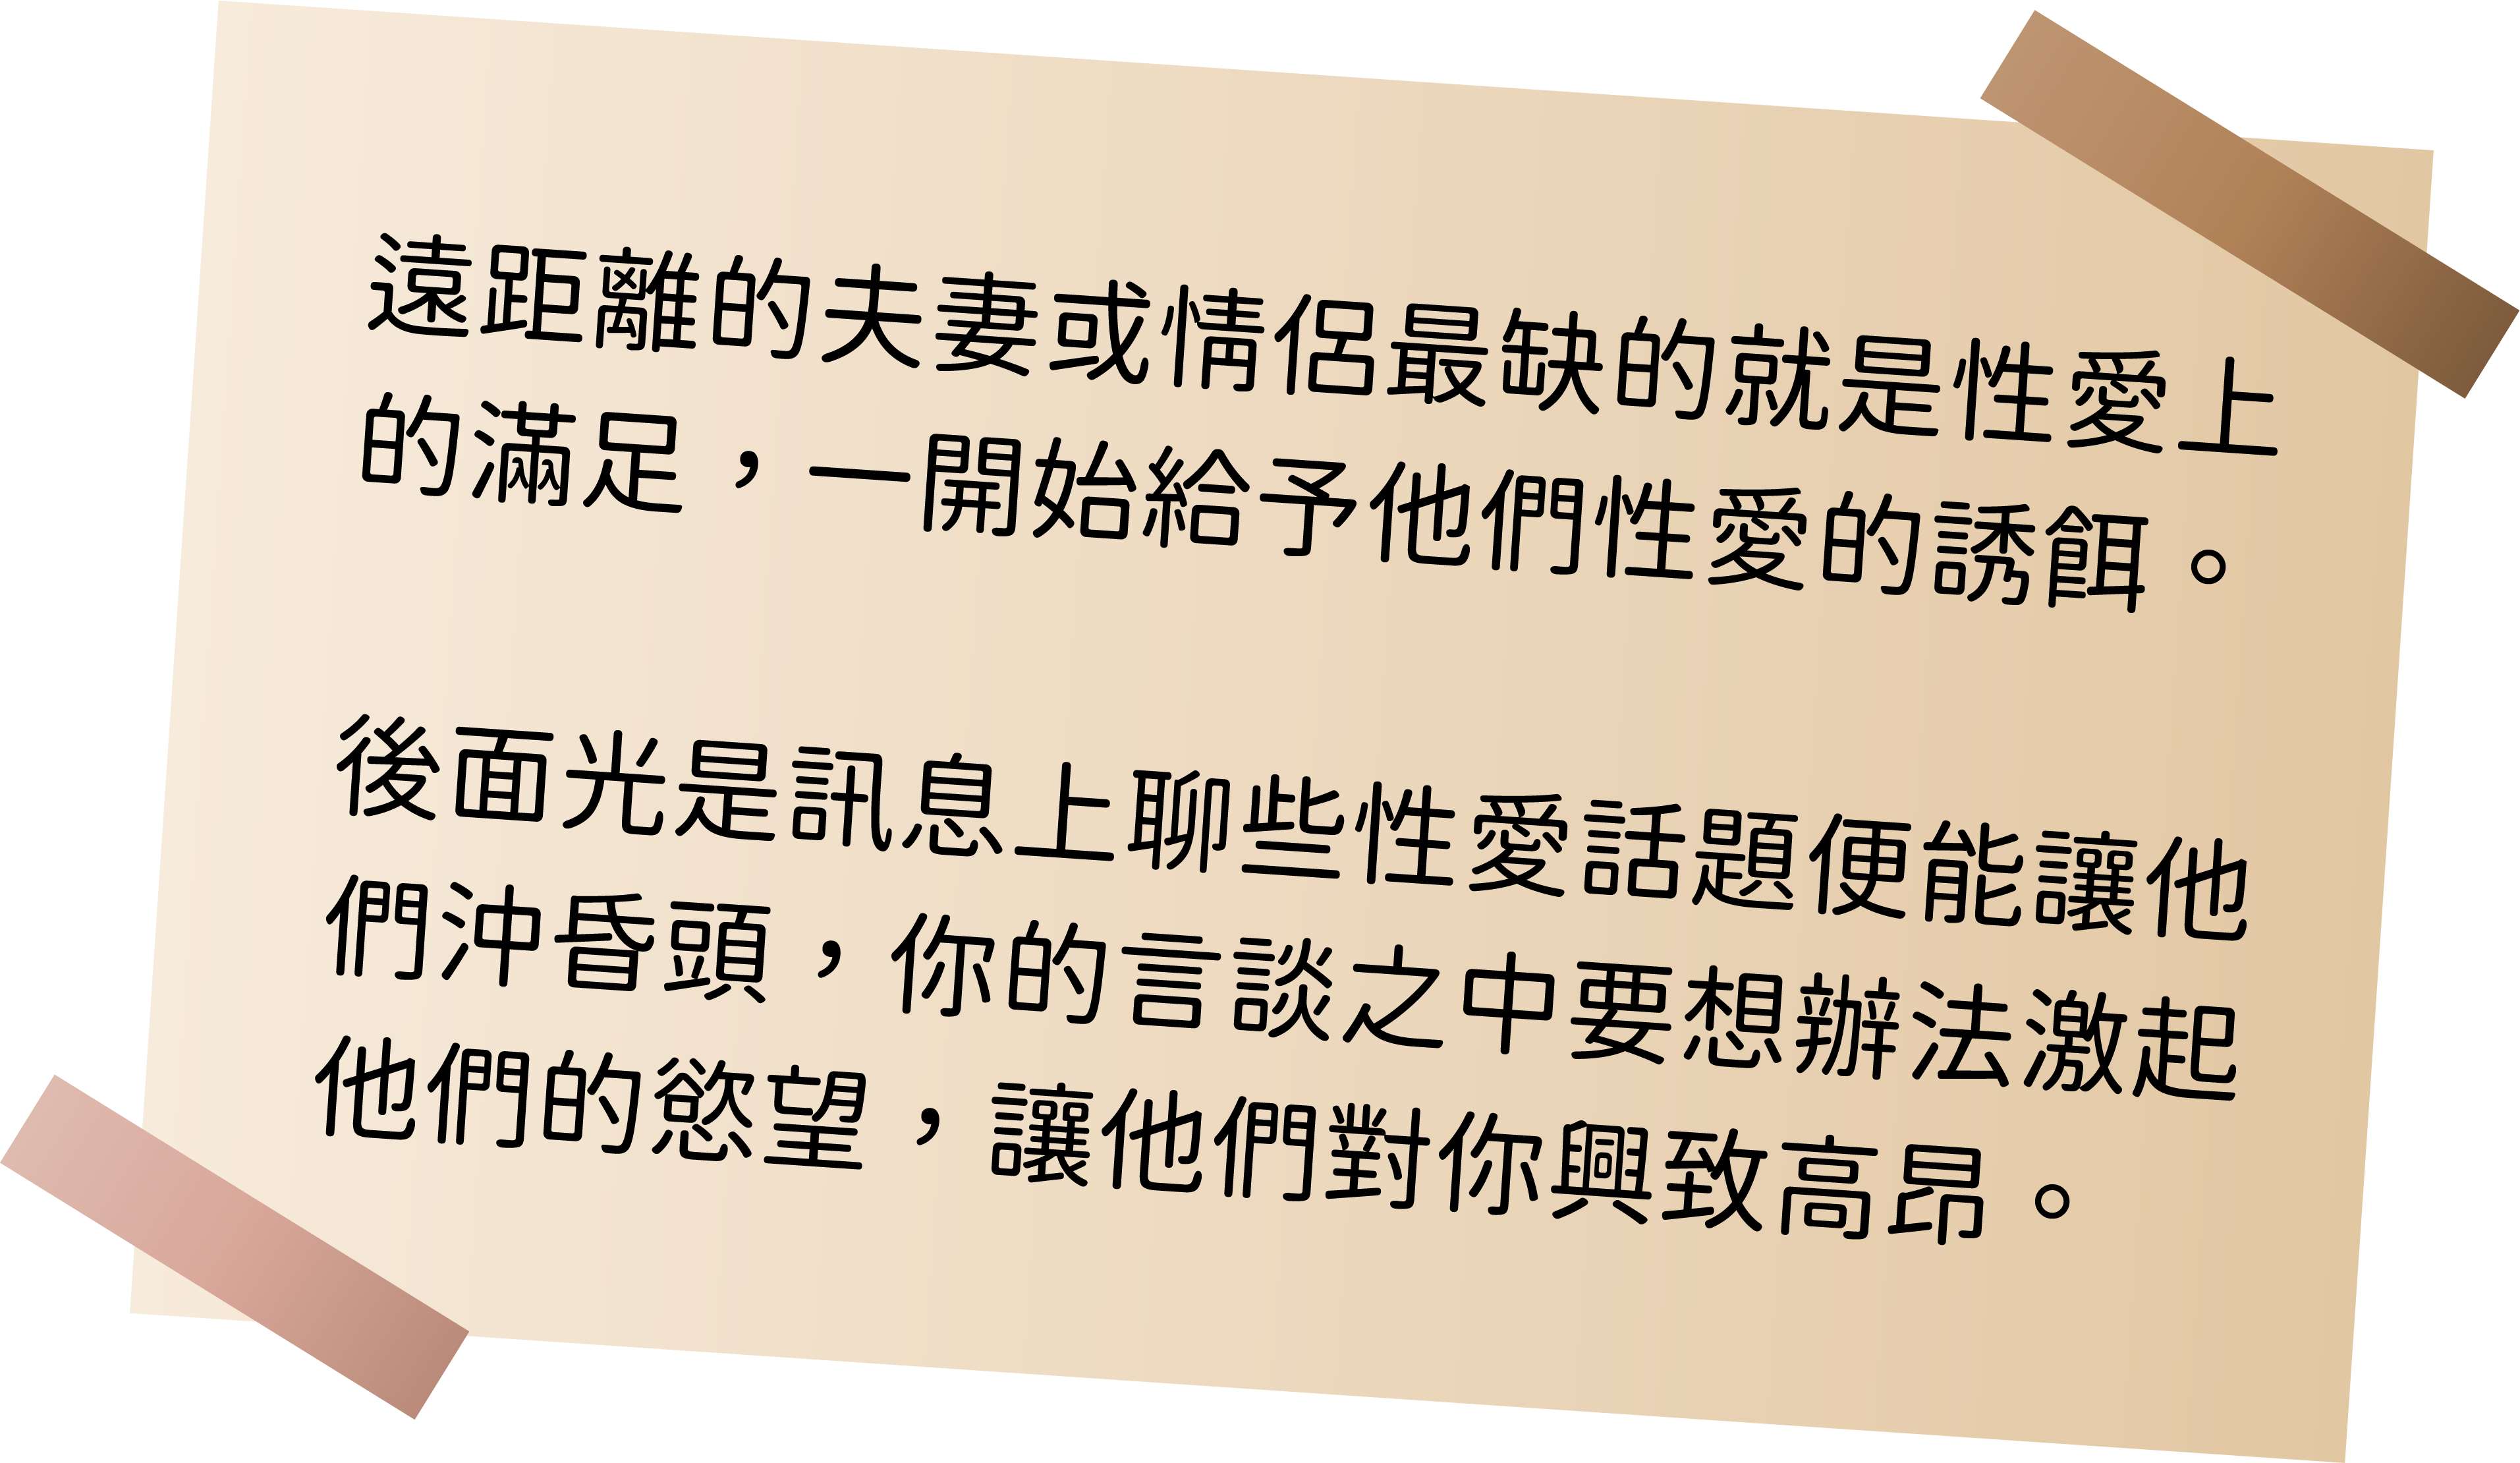 遠距離的夫妻或情侶最缺的就是性愛上
的滿足，一開始給予他們性愛的誘餌。
後面光是訊息上聊些性愛話題便能讓他
們沖昏頭，你的言談之中要想辦法激起
他們的慾望，讓他們對你興致高昂。